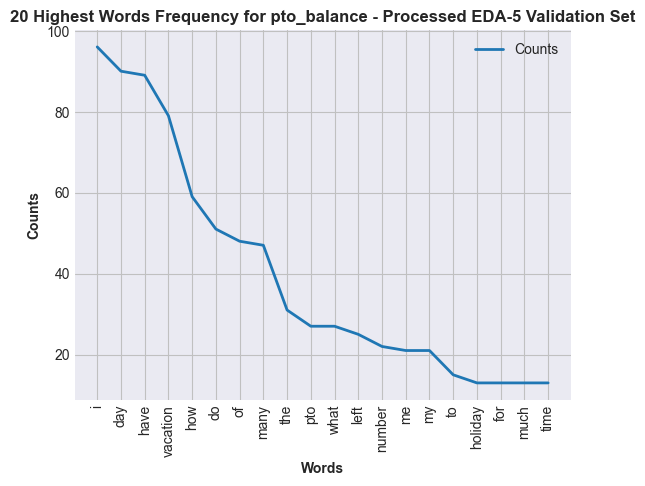 20 Highest Words Frequency for pto_balance - Processed EDA-5 Validation Set
Counts
100
80
60
40
20
Counts
i
day
have
vacation
how
do
of
many
the
pto
what
left
number
me
my
to
holiday
for
much
time
Words